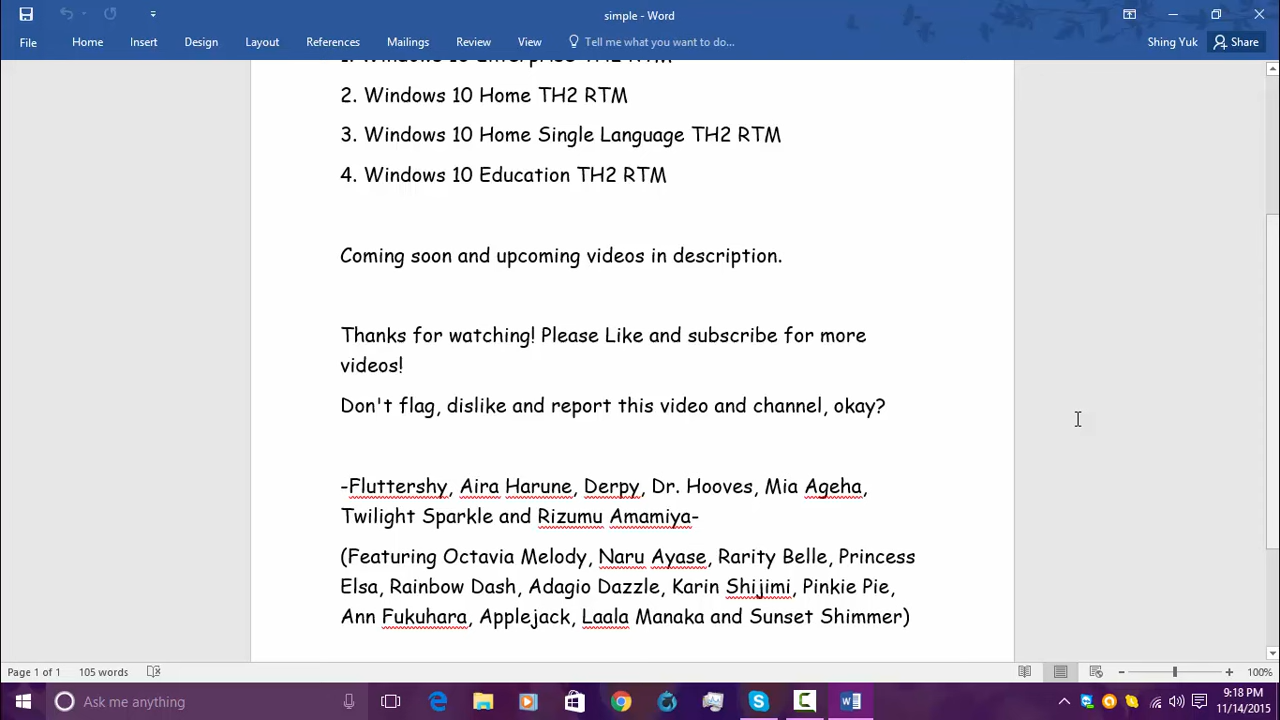 simple - Word
File Home Insert Design Layout References Mailings Review View Tell me what you want to do... Shing Yuk Share
1. Windows 10 Enterprise TH2 RTM
2. Windows 10 Home TH2 RTM
3. Windows 10 Home Single Language TH2 RTM
4. Windows 10 Education TH2 RTM
Coming soon and upcoming videos in description.
Thanks for watching! Please Like and subscribe for more
videos!
Don't flag, dislike and report this video and channel, okay?
-Fluttershy, Aira Harune, Derpy, Dr. Hooves, Mia Ageha,
Twilight Sparkle and Rizumu Amamiya-
(Featuring Octavia Melody, Naru Ayase, Rarity Belle, Princess
Elsa, Rainbow Dash, Adagio Dazzle, Karin Shijimi, Pinkie Pie,
Ann Fukuhara, Applejack, Laala Manaka and Sunset Shimmer)
Page 1 of 1 105 words 100%
Ask me anything 9:18 PM
11/14/2015